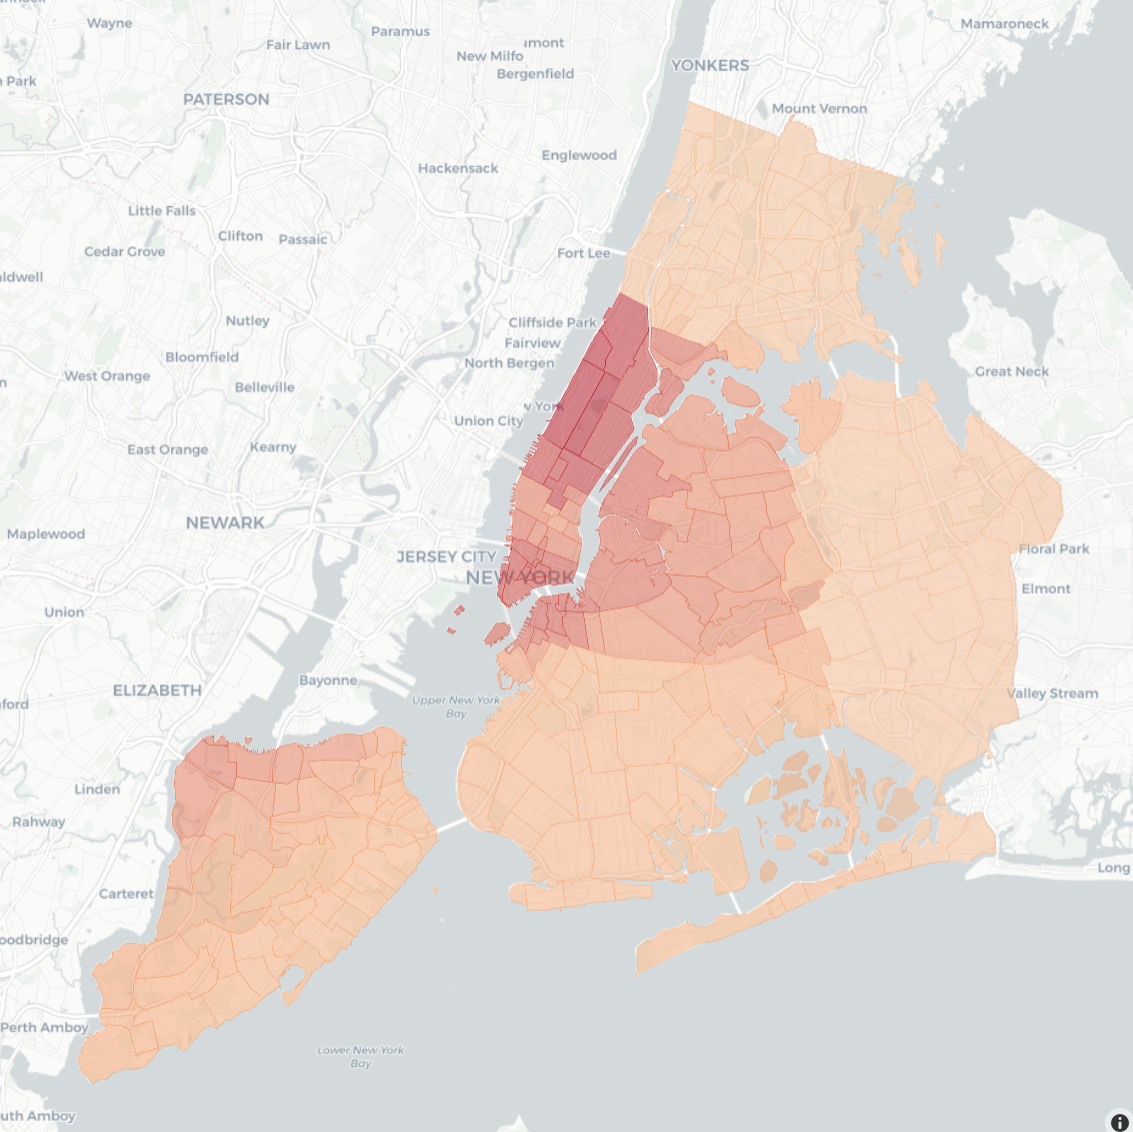 Wayne
Paramus
Fair Lawn
New Milfo
Bergenfield
Mamaroneck
YONKERS
Park
PATERSON
Mount Vernon
Englewood
Hackensack
Little Falls
Clifton
Passaic
Cedar Grove
Fort Lee
Nutley
Cliffside Park
Fairview
North Bergen
Bloomfield
West Orange
Belleville
Great Neck
York
Union City
East Orange
Kearny
NEWARK
Maplewood
JERSEY CITY
NEW YORK
Floral Park
Elmont
Union
ELIZABETH
Bayonne
Valley Stream
Upper New York
Bay
Linden
Rahway
Carteret
Long
oodbridge
Perth Amboy
Lower New York
Bay
uth Amboy